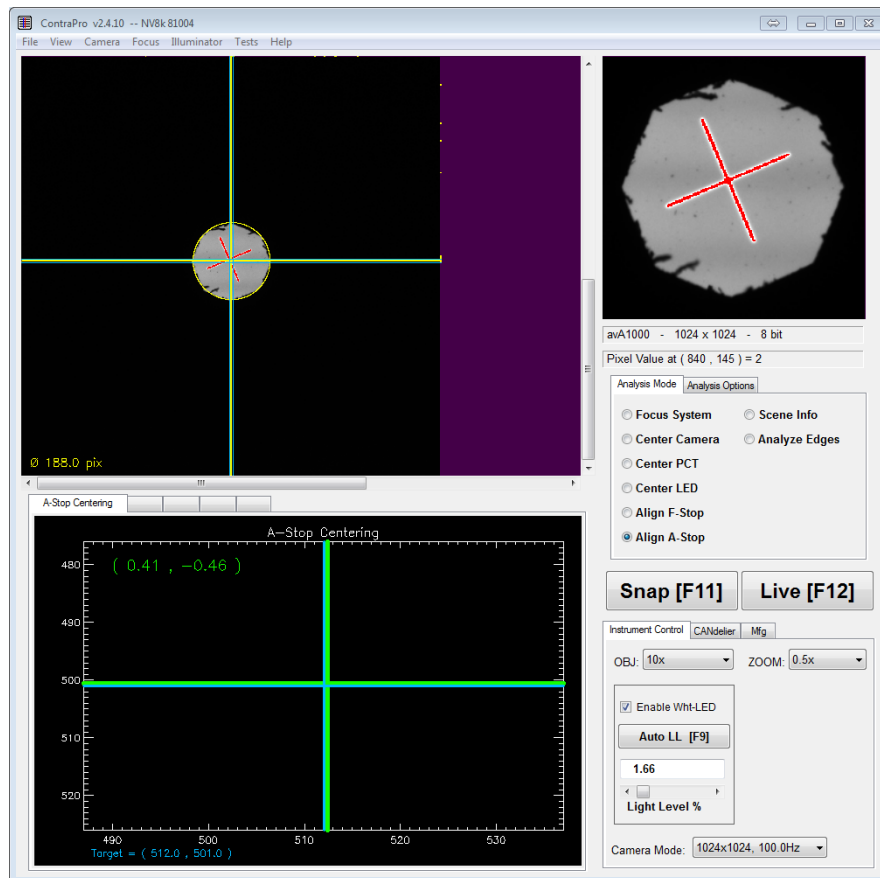 ContraPro v2.4.10 -- NV8k 81004
File View Camera Focus Illuminator Tests Help
Ø 188.0 pix
avA1000 - 1024 x 1024 - 8 bit
Pixel Value at ( 840 , 145 ) = 2
Analysis Mode Analysis Options
Focus System Scene Info
Center Camera Analyze Edges
Center PCT
Center LED
Align F-Stop
Align A-Stop
A-Stop Centering
A-Stop Centering
( 0.41 , -0.46 )
480
490
500
510
520
490 500 510 520 530
Target = ( 512.0 , 501.0 )
Snap [F11] Live [F12]
Instrument Control CANdelier Mfg
OBJ: 10x ZOOM: 0.5x
Enable Wht-LED
Auto LL [F9]
1.66
Light Level %
Camera Mode: 1024x1024, 100.0Hz